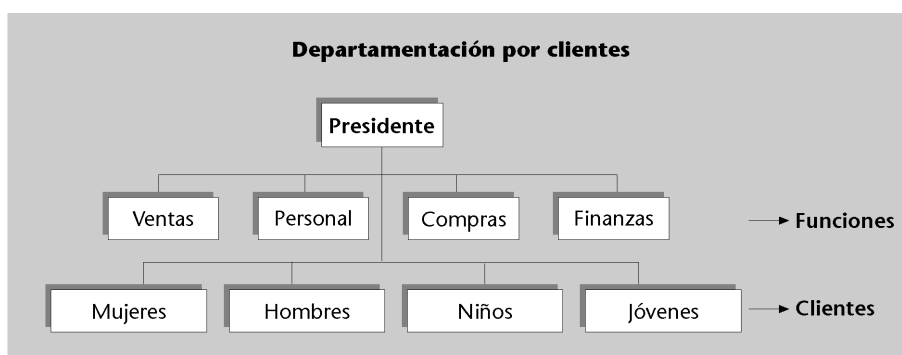 Departamentación por clientes
Presidente
Ventas Personal Compras Finanzas Funciones
Mujeres Hombres Niños Jóvenes Clientes